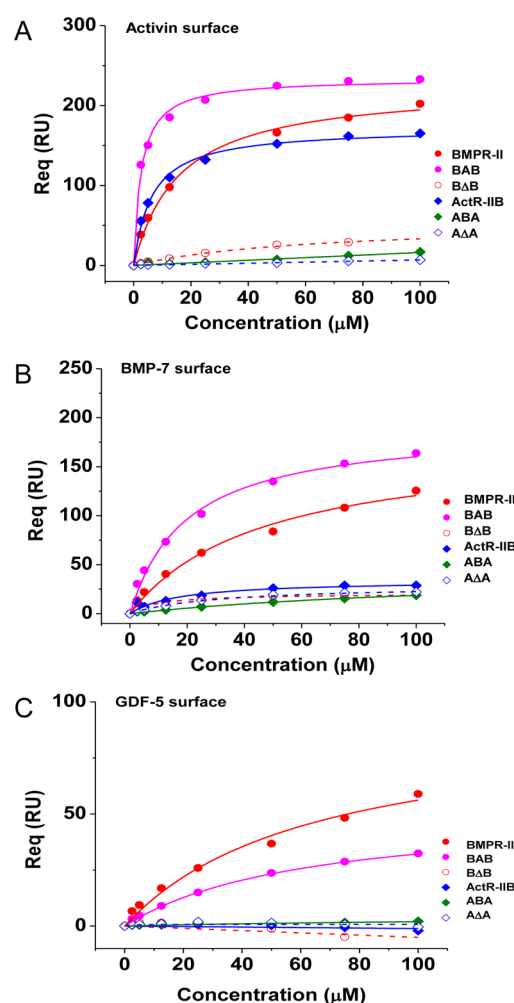 A
Activin surface
300
200
100
0
Req (RU)
BMPR-II
BAB
BΔB
ActR-IIB
ABA
AΔA
0 20 40 60 80 100
Concentration (μM)
B
BMP-7 surface
250
200
150
100
50
0
Req (RU)
BMPR-II
BAB
BΔB
ActR-IIB
ABA
AΔA
0 20 40 60 80 100
Concentration (μM)
C
GDF-5 surface
100
50
0
Req (RU)
BMPR-II
BAB
BΔB
ActR-IIB
ABA
AΔA
0 20 40 60 80 100
Concentration (μM)